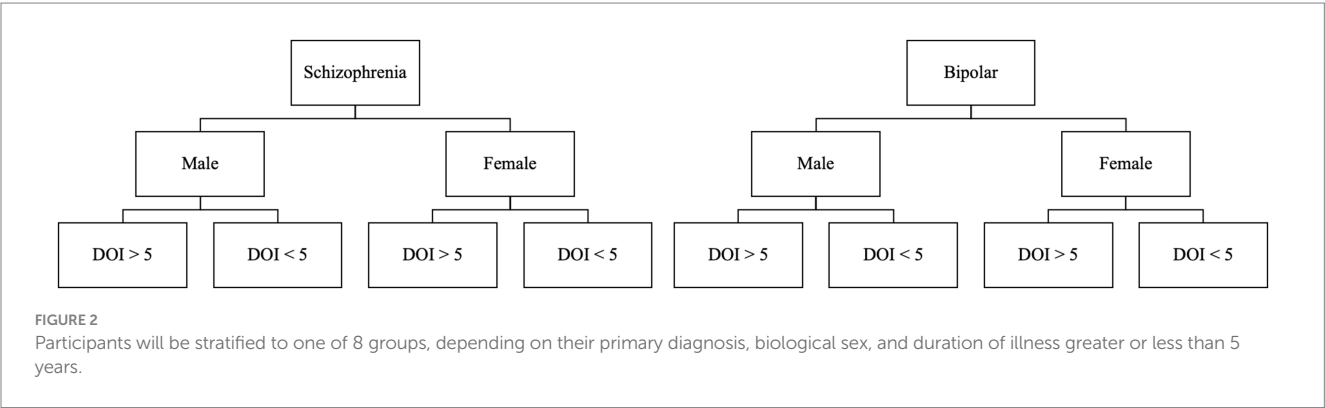 Schizophrenia
Bipolar
Male
Female
Male
Female
DOI > 5
DOI < 5
DOI > 5
DOI < 5
DOI > 5
DOI < 5
DOI > 5
DOI < 5
FIGURE 2
Participants will be stratified to one of 8 groups, depending on their primary diagnosis, biological sex, and duration of illness greater or less than 5
years.